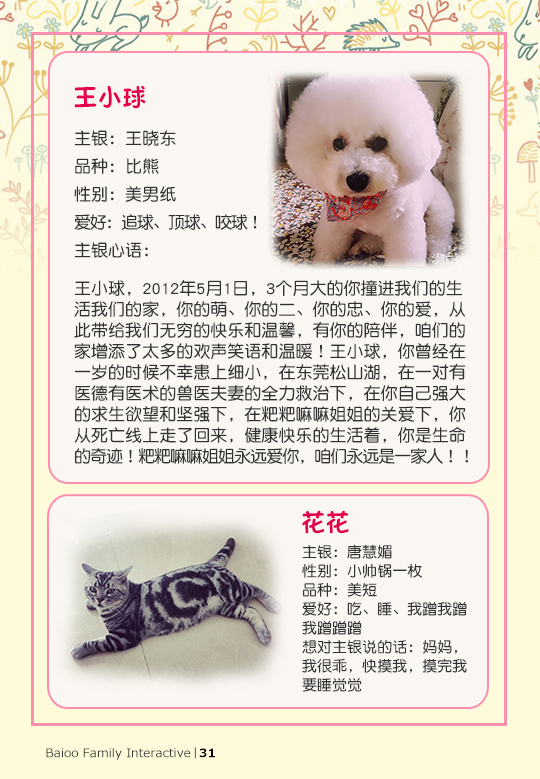 王小球
主银：王晓东
品种：比熊
性别：美男纸
爱好：追球、顶球、咬球！
主银心语：
王小球，2012年5月1日，3个月大的你撞进我们的生
活我们的家，你的萌、你的二、你的忠、你的爱，从
此带给我们无穷的快乐和温馨，有你的陪伴，咱们的
家增添了太多的欢声笑语和温暖！王小球，你曾经在
一岁的时候不幸患上细小，在东莞松山湖，在一对有
医德有医术的兽医夫妻的全力救治下，在你自己强大
的求生欲望和坚强下，在粑粑嘛嘛姐姐的关爱下，你
从死亡线上走了回来，健康快乐的生活着，你是生命
的奇迹！粑粑嘛嘛姐姐永远爱你，咱们永远是一家人！！
花花
主银：唐慧媚
性别：小帅锅一枚
品种：美短
爱好：吃、睡、我蹭我蹭
我蹭蹭蹭
想对主银说的话：妈妈，
我很乖，快摸我，摸完我
要睡觉觉
Baioo Family Interactive | 31